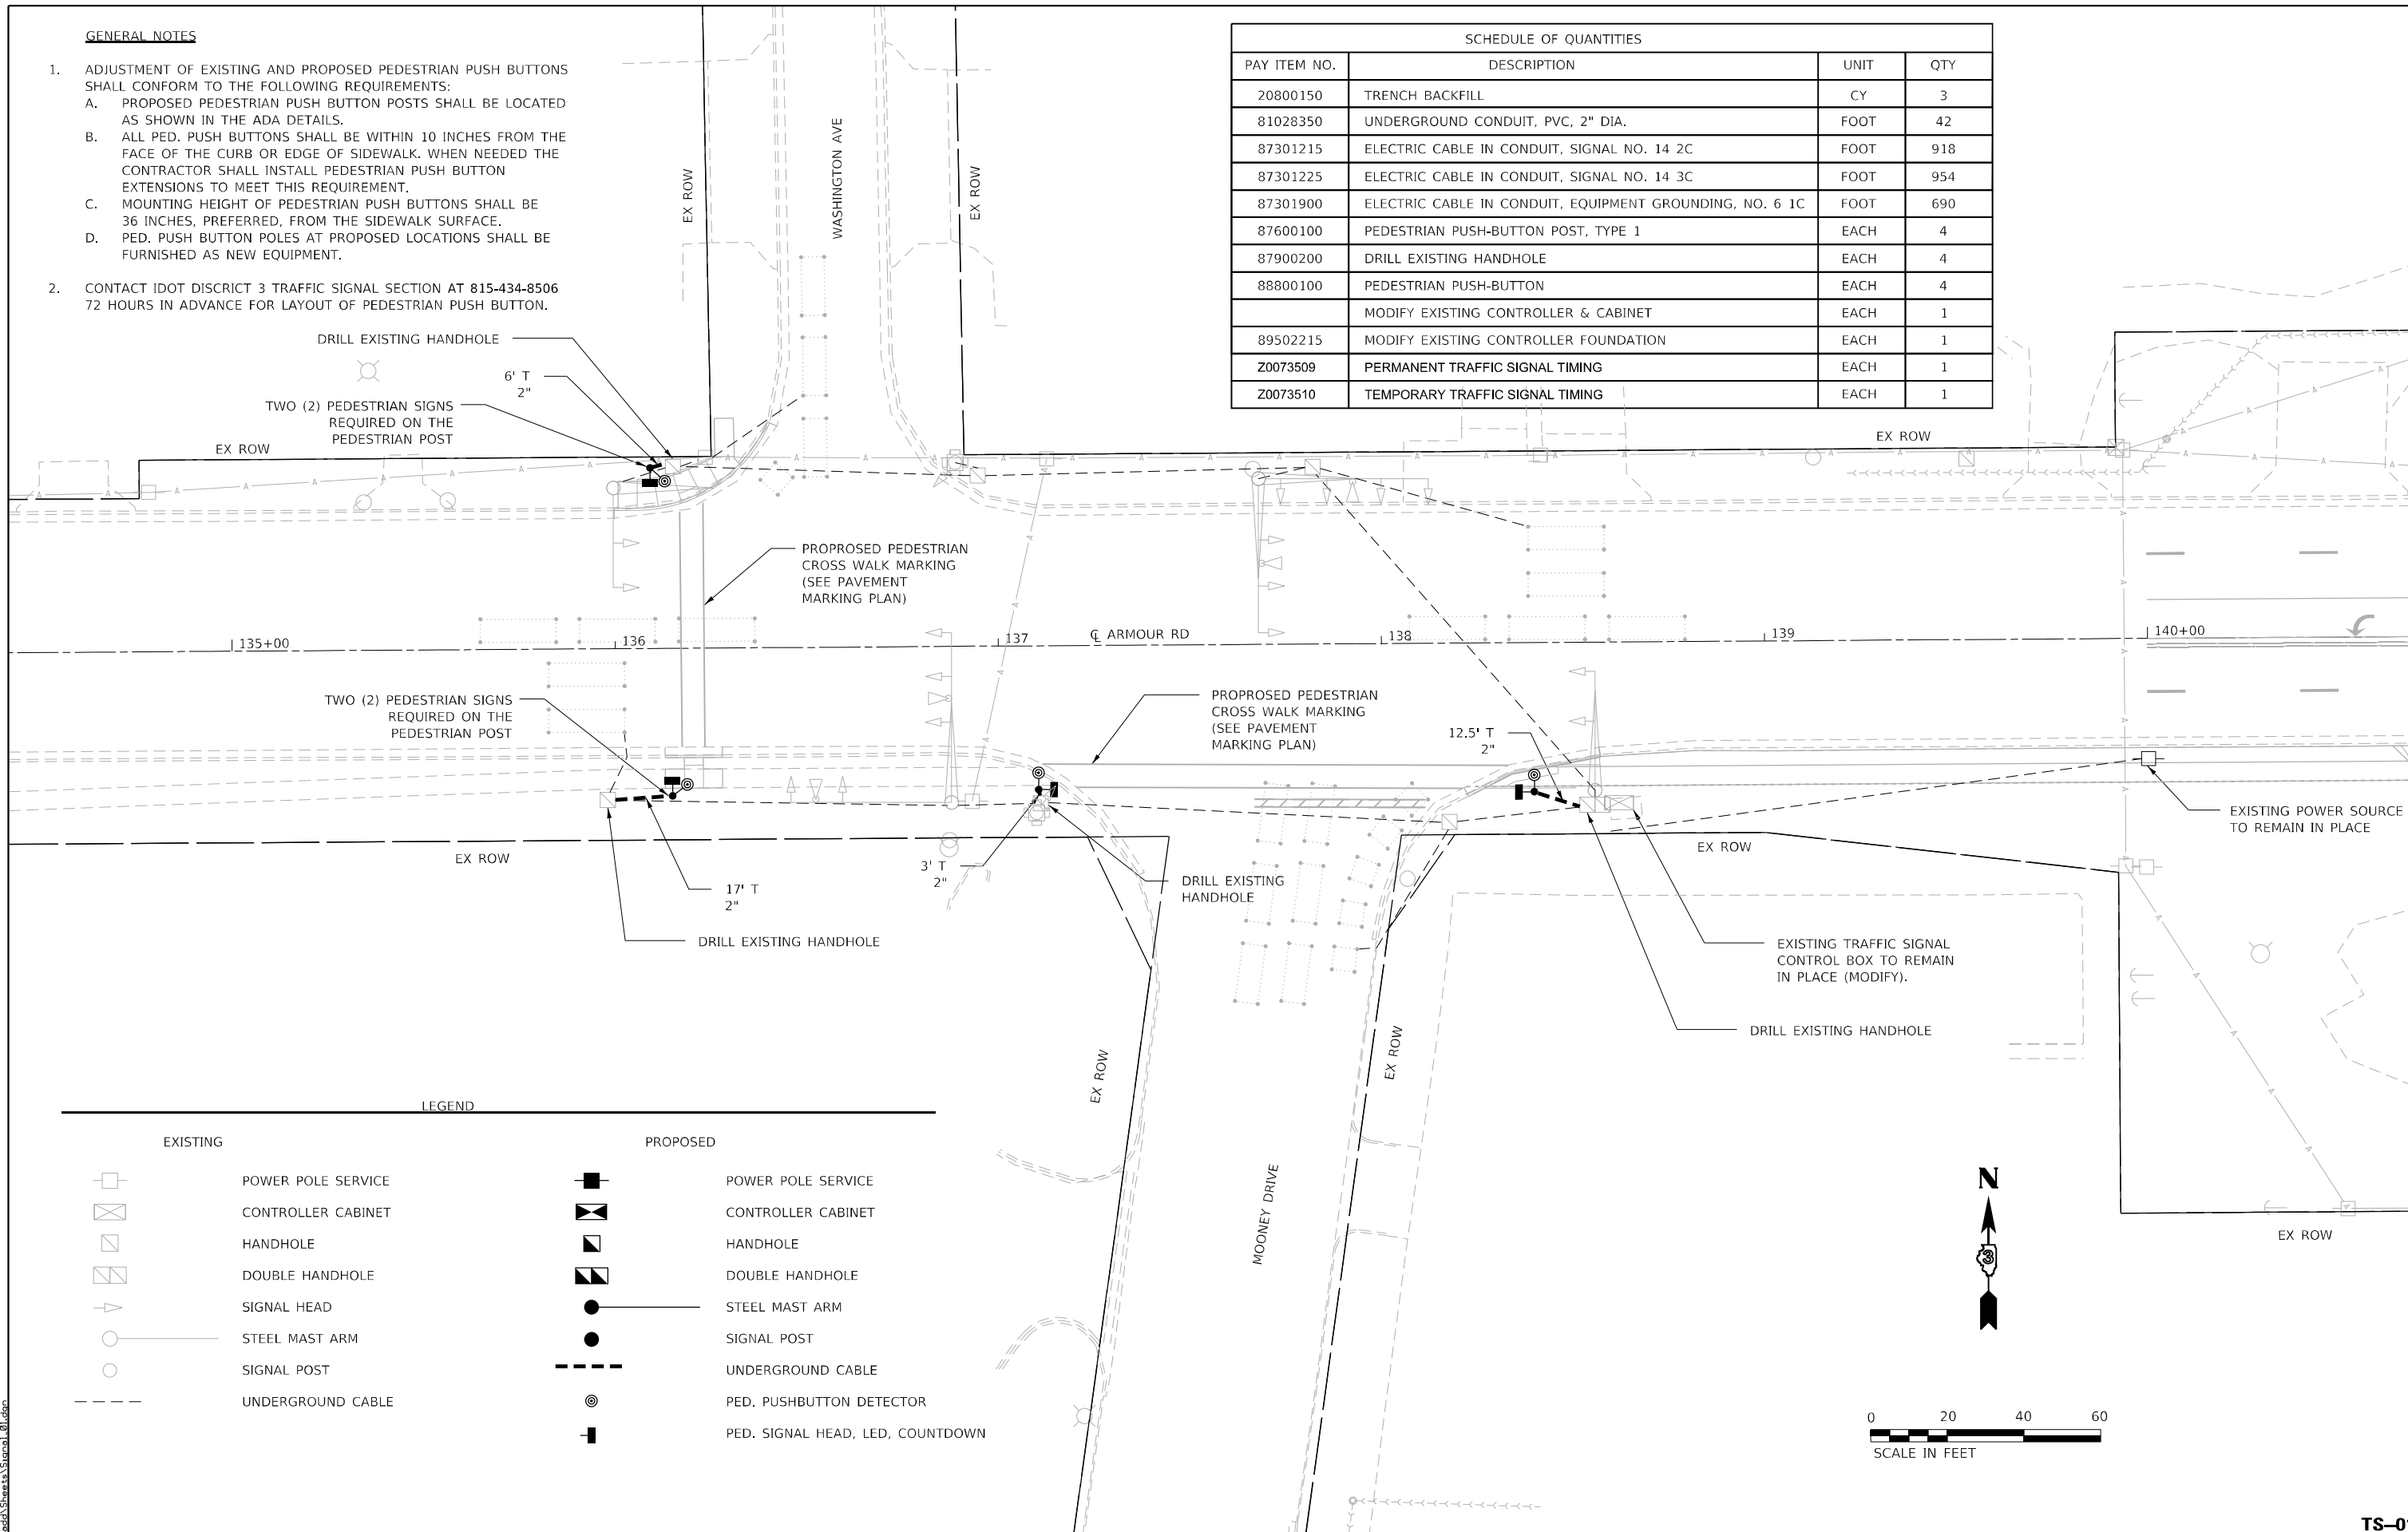 GENERAL NOTES
1. ADJUSTMENT OF EXISTING AND PROPOSED PEDESTRIAN PUSH BUTTONS
SHALL CONFORM TO THE FOLLOWING REQUIREMENTS:
A. PROPOSED PEDESTRIAN PUSH BUTTON POSTS SHALL BE LOCATED
AS SHOWN IN THE ADA DETAILS.
B. ALL PED. PUSH BUTTONS SHALL BE WITHIN 10 INCHES FROM THE
FACE OF THE CURB OR EDGE OF SIDEWALK. WHEN NEEDED THE
CONTRACTOR SHALL INSTALL PEDESTRIAN PUSH BUTTON
EXTENSIONS TO MEET THIS REQUIREMENT.
C. MOUNTING HEIGHT OF PEDESTRIAN PUSH BUTTONS SHALL BE
36 INCHES, PREFERRED, FROM THE SIDEWALK SURFACE.
D. PED. PUSH BUTTON POLES AT PROPOSED LOCATIONS SHALL BE
FURNISHED AS NEW EQUIPMENT.
2. CONTACT IDOT DISCRICT 3 TRAFFIC SIGNAL SECTION AT 815-434-8506
72 HOURS IN ADVANCE FOR LAYOUT OF PEDESTRIAN PUSH BUTTON.
SCHEDULE OF QUANTITIES
PAY ITEM NO. DESCRIPTION UNIT QTY
20800150 TRENCH BACKFILL CY 3
81028350 UNDERGROUND CONDUIT, PVC, 2" DIA. FOOT 42
87301215 ELECTRIC CABLE IN CONDUIT, SIGNAL NO. 14 2C FOOT 918
87301225 ELECTRIC CABLE IN CONDUIT, SIGNAL NO. 14 3C FOOT 954
87301900 ELECTRIC CABLE IN CONDUIT, EQUIPMENT GROUNDING, NO. 6 1C FOOT 690
87600100 PEDESTRIAN PUSH-BUTTON POST, TYPE 1 EACH 4
87900200 DRILL EXISTING HANDHOLE EACH 4
88800100 PEDESTRIAN PUSH-BUTTON EACH 4
MODIFY EXISTING CONTROLLER & CABINET EACH 1
89502215 MODIFY EXISTING CONTROLLER FOUNDATION EACH 1
Z0073509 PERMANENT TRAFFIC SIGNAL TIMING EACH 1
Z0073510 TEMPORARY TRAFFIC SIGNAL TIMING EACH 1
EX ROW
WASHINGTON AVE
EX ROW
DRILL EXISTING HANDHOLE
6' T
2"
TWO (2) PEDESTRIAN SIGNS
REQUIRED ON THE
PEDESTRIAN POST
EX ROW
EX ROW
PROPROSED PEDESTRIAN
CROSS WALK MARKING
(SEE PAVEMENT
MARKING PLAN)
135+00
136
137
℄ ARMOUR RD
138
139
140+00
TWO (2) PEDESTRIAN SIGNS
REQUIRED ON THE
PEDESTRIAN POST
PROPROSED PEDESTRIAN
CROSS WALK MARKING
(SEE PAVEMENT
MARKING PLAN)
12.5' T
2"
EXISTING POWER SOURCE
TO REMAIN IN PLACE
EX ROW
EX ROW
17' T
2"
3' T
2"
DRILL EXISTING
HANDHOLE
DRILL EXISTING HANDHOLE
EXISTING TRAFFIC SIGNAL
CONTROL BOX TO REMAIN
IN PLACE (MODIFY).
DRILL EXISTING HANDHOLE
EX ROW
EX ROW
MOONEY DRIVE
EX ROW
LEGEND
EXISTING PROPOSED
POWER POLE SERVICE POWER POLE SERVICE
CONTROLLER CABINET CONTROLLER CABINET
HANDHOLE HANDHOLE
DOUBLE HANDHOLE DOUBLE HANDHOLE
SIGNAL HEAD STEEL MAST ARM
STEEL MAST ARM SIGNAL POST
SIGNAL POST UNDERGROUND CABLE
UNDERGROUND CABLE PED. PUSHBUTTON DETECTOR
PED. SIGNAL HEAD, LED, COUNTDOWN
N
3
0 20 40 60
SCALE IN FEET